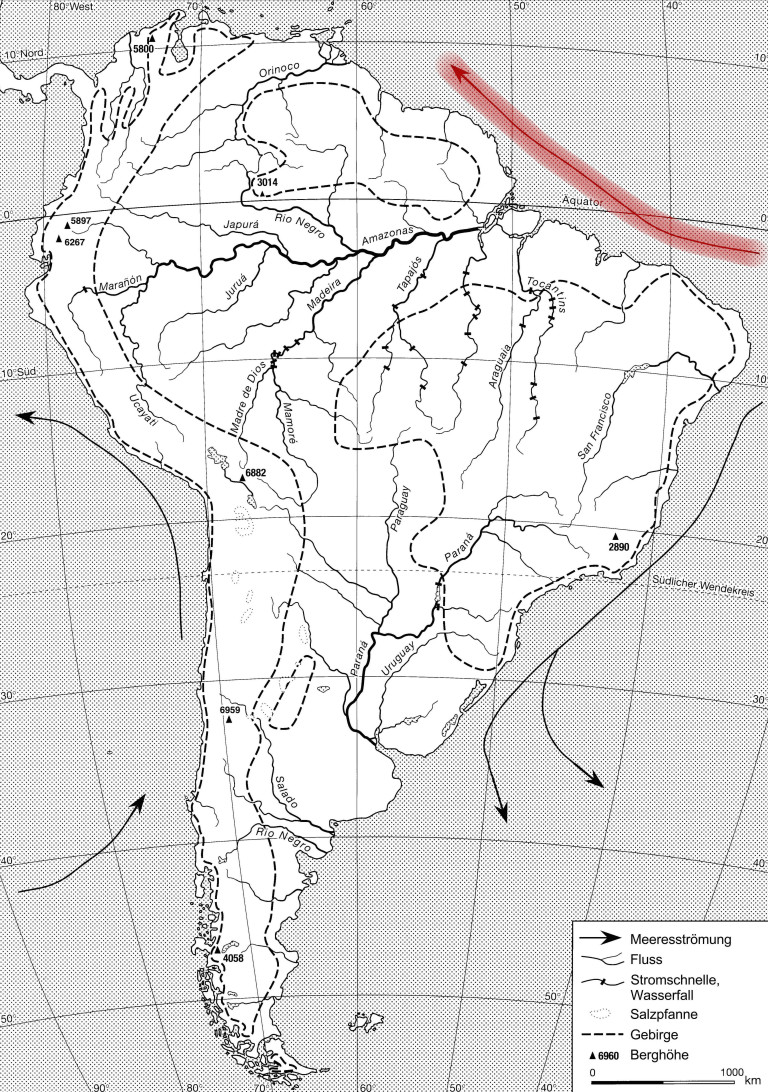 80° West
70°
60°
50°
40°
5800
10° Nord
10°
Orinoco
3014
Äquator
0°
0°
5897
6267
Japurá
Rio Negro
Amazonas
Marañón
Juruá
Madeira
Tapajós
Tocantins
10° Süd
10°
Ucayati
Madre de Dios
Mamoré
Araguaia
San Francisco
6882
Paraguay
20°
20°
Paraná
2890
Südlicher Wendekreis
Paraná
Uruguay
30°
30°
6959
Salado
Rio Negro
40°
40°
4058
50°
50°
90°
80°
70°
60°
50°
40°
Meeresströmung
Fluss
Stromschnelle,
Wasserfall
Salzpfanne
Gebirge
6960 Berghöhe
0 1000
km